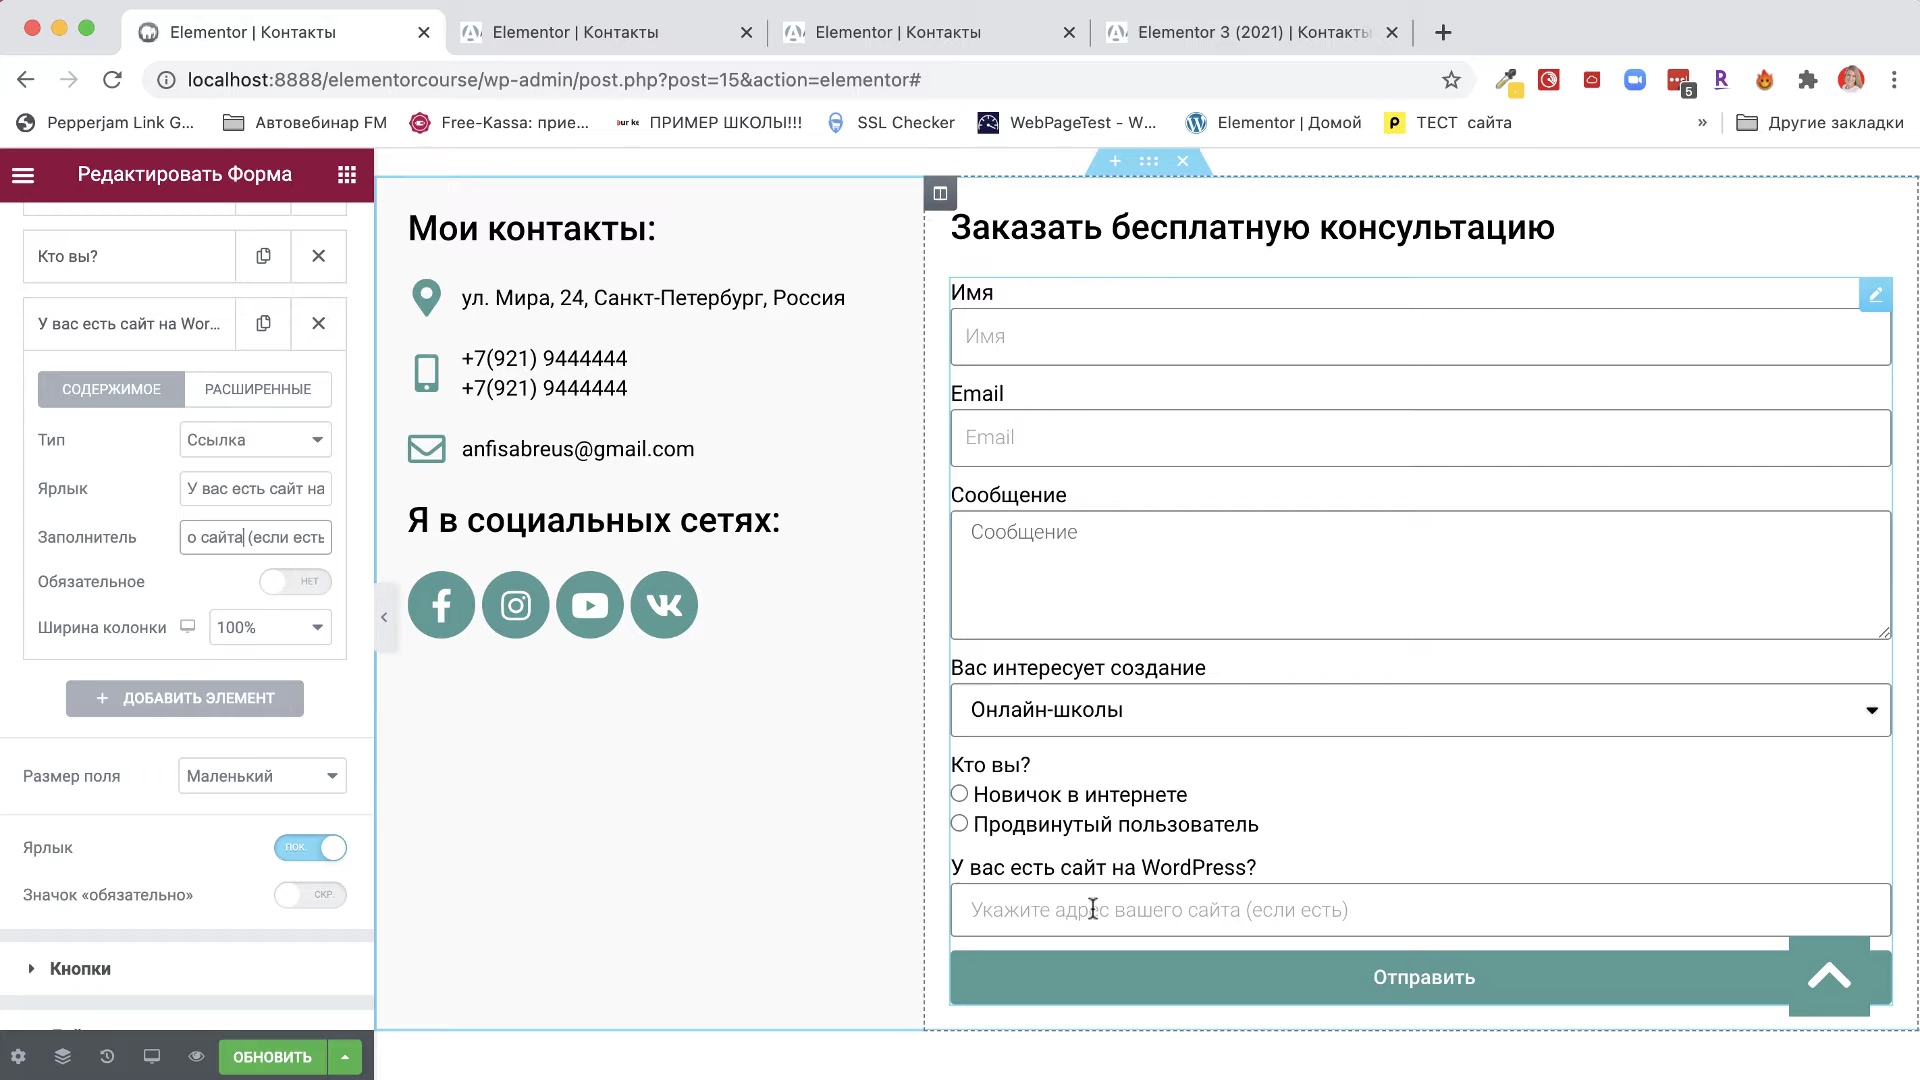 Elementor | Контакты
Elementor | Контакты
Elementor | Контакты
Elementor 3 (2021) | Контакты
localhost:8888/elementorcourse/wp-admin/post.php?post=15&action=elementor#
5
R
Pepperjam Link G...
Автовебинар FM
Free-Kassa: прие...
ПРИМЕР ШКОЛЫ!!!
SSL Checker
WebPageTest - W...
Elementor | Домой
ТЕСТ сайта
»
Другие закладки
Редактировать Форма
Кто вы?
У вас есть сайт на Wor...
СОДЕРЖИМОЕ
РАСШИРЕННЫЕ
Тип
Ссылка
Ярлык
У вас есть сайт на
Заполнитель
о сайта (если есть
Обязательное
НЕТ
Ширина колонки
100%
+ ДОБАВИТЬ ЭЛЕМЕНТ
Размер поля
Маленький
Ярлык
ПОК.
Значок «обязательно»
СКР.
Кнопки
ОБНОВИТЬ
Мои контакты:
ул. Мира, 24, Санкт-Петербург, Россия
+7(921) 9444444
+7(921) 9444444
anfisabreus@gmail.com
Я в социальных сетях:
Заказать бесплатную консультацию
Имя
Имя
Email
Email
Сообщение
Сообщение
Вас интересует создание
Онлайн-школы
Кто вы?
Новичок в интернете
Продвинутый пользователь
У вас есть сайт на WordPress?
Укажите адрес вашего сайта (если есть)
Отправить